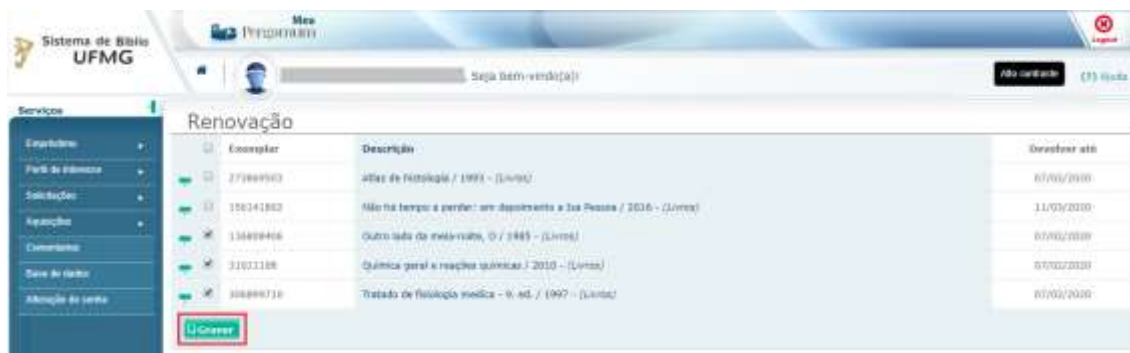 Sistema de Biblio
UFMG
Meu
Pergamum
Logout
Seja bem-vindo(a)!
Alto contraste
(?) Ajuda
Serviços
Renovação
Empréstimo
Perfil de interesse
Solicitações
Aquisições
Comentários
Base de dados
Alteração de senha
Exemplar Descrição Devolver até
atlas de histologia / 1993 - (Livros) 07/02/2020
Não há tempo a perder: em depoimento a Isa Pessoa / 2016 - (Livros) 11/03/2020
Outro lado da meia-noite, O / 1985 - (Livros) 07/02/2020
Química geral e reações químicas / 2010 - (Livros) 07/02/2020
Tratado de fisiologia medica - 9. ed. / 1997 - (Livros) 07/02/2020
Gravar